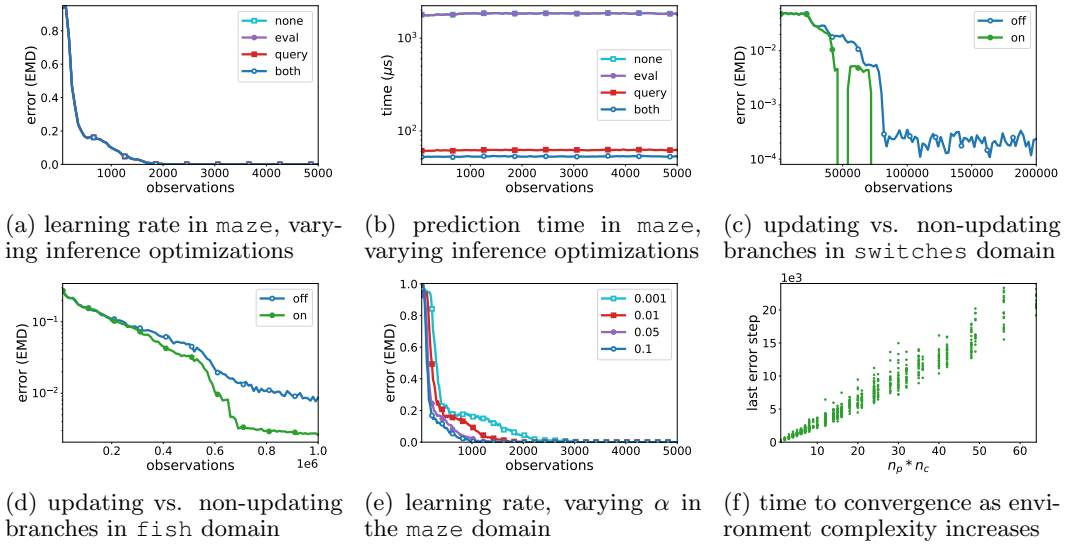 error (EMD)
1.0
0.8
0.6
0.4
0.2
0.0
none
eval
query
both
1000 2000 3000 4000 5000
observations
(a) learning rate in maze, vary-
ing inference optimizations
time (μs)
10³
10²
none
eval
query
both
1000 2000 3000 4000 5000
observations
(b) prediction time in maze,
varying inference optimizations
error (EMD)
10⁻²
10⁻³
10⁻⁴
off
on
50000 100000 150000 200000
observations
(c) updating vs. non-updating
branches in switches domain
error (EMD)
10⁻¹
10⁻²
off
on
0.2 0.4 0.6 0.8 1.0
1e6
observations
(d) updating vs. non-updating
branches in fish domain
error (EMD)
1.0
0.8
0.6
0.4
0.2
0.0
0.001
0.01
0.05
0.1
1000 2000 3000 4000 5000
observations
(e) learning rate, varying α in
the maze domain
1e3
last error step
20
15
10
5
0
10 20 30 40 50 60
nₚ * n꜀
(f) time to convergence as envi-
ronment complexity increases